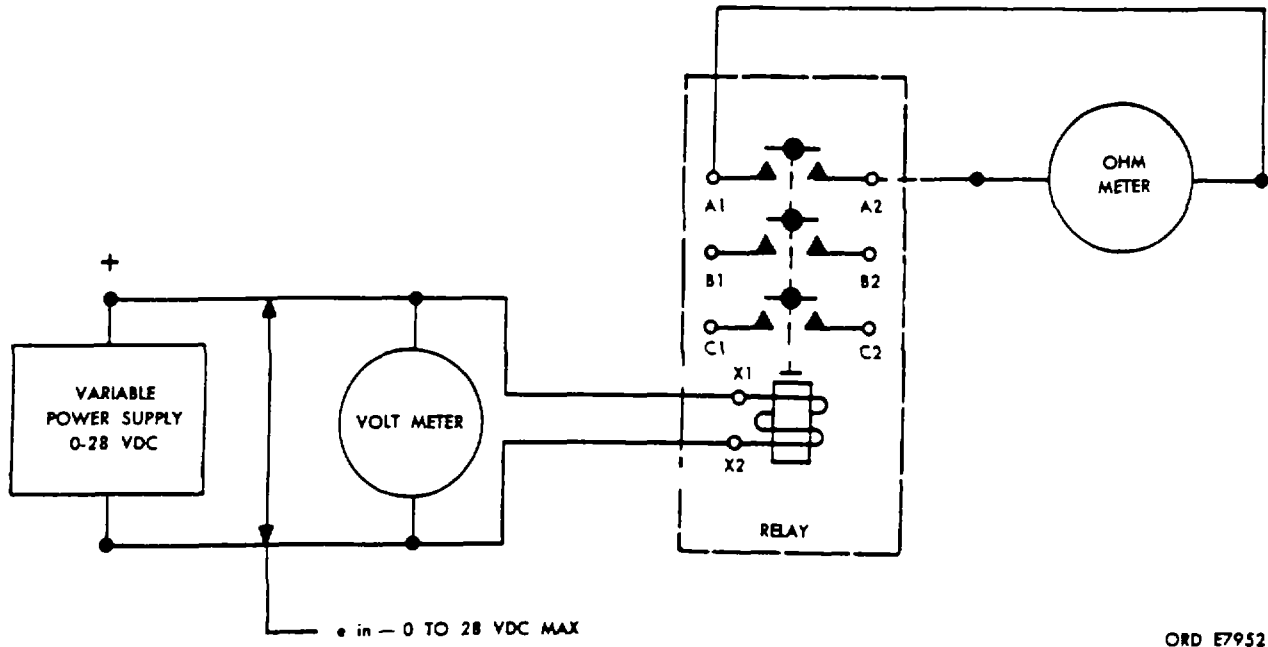 OHM
METER
A1
A2
B1
B2
+
C1
C2
X1
VARIABLE
POWER SUPPLY
0-28 VDC
VOLT METER
X2
RELAY
e in — 0 TO 28 VDC MAX
ORD E7952